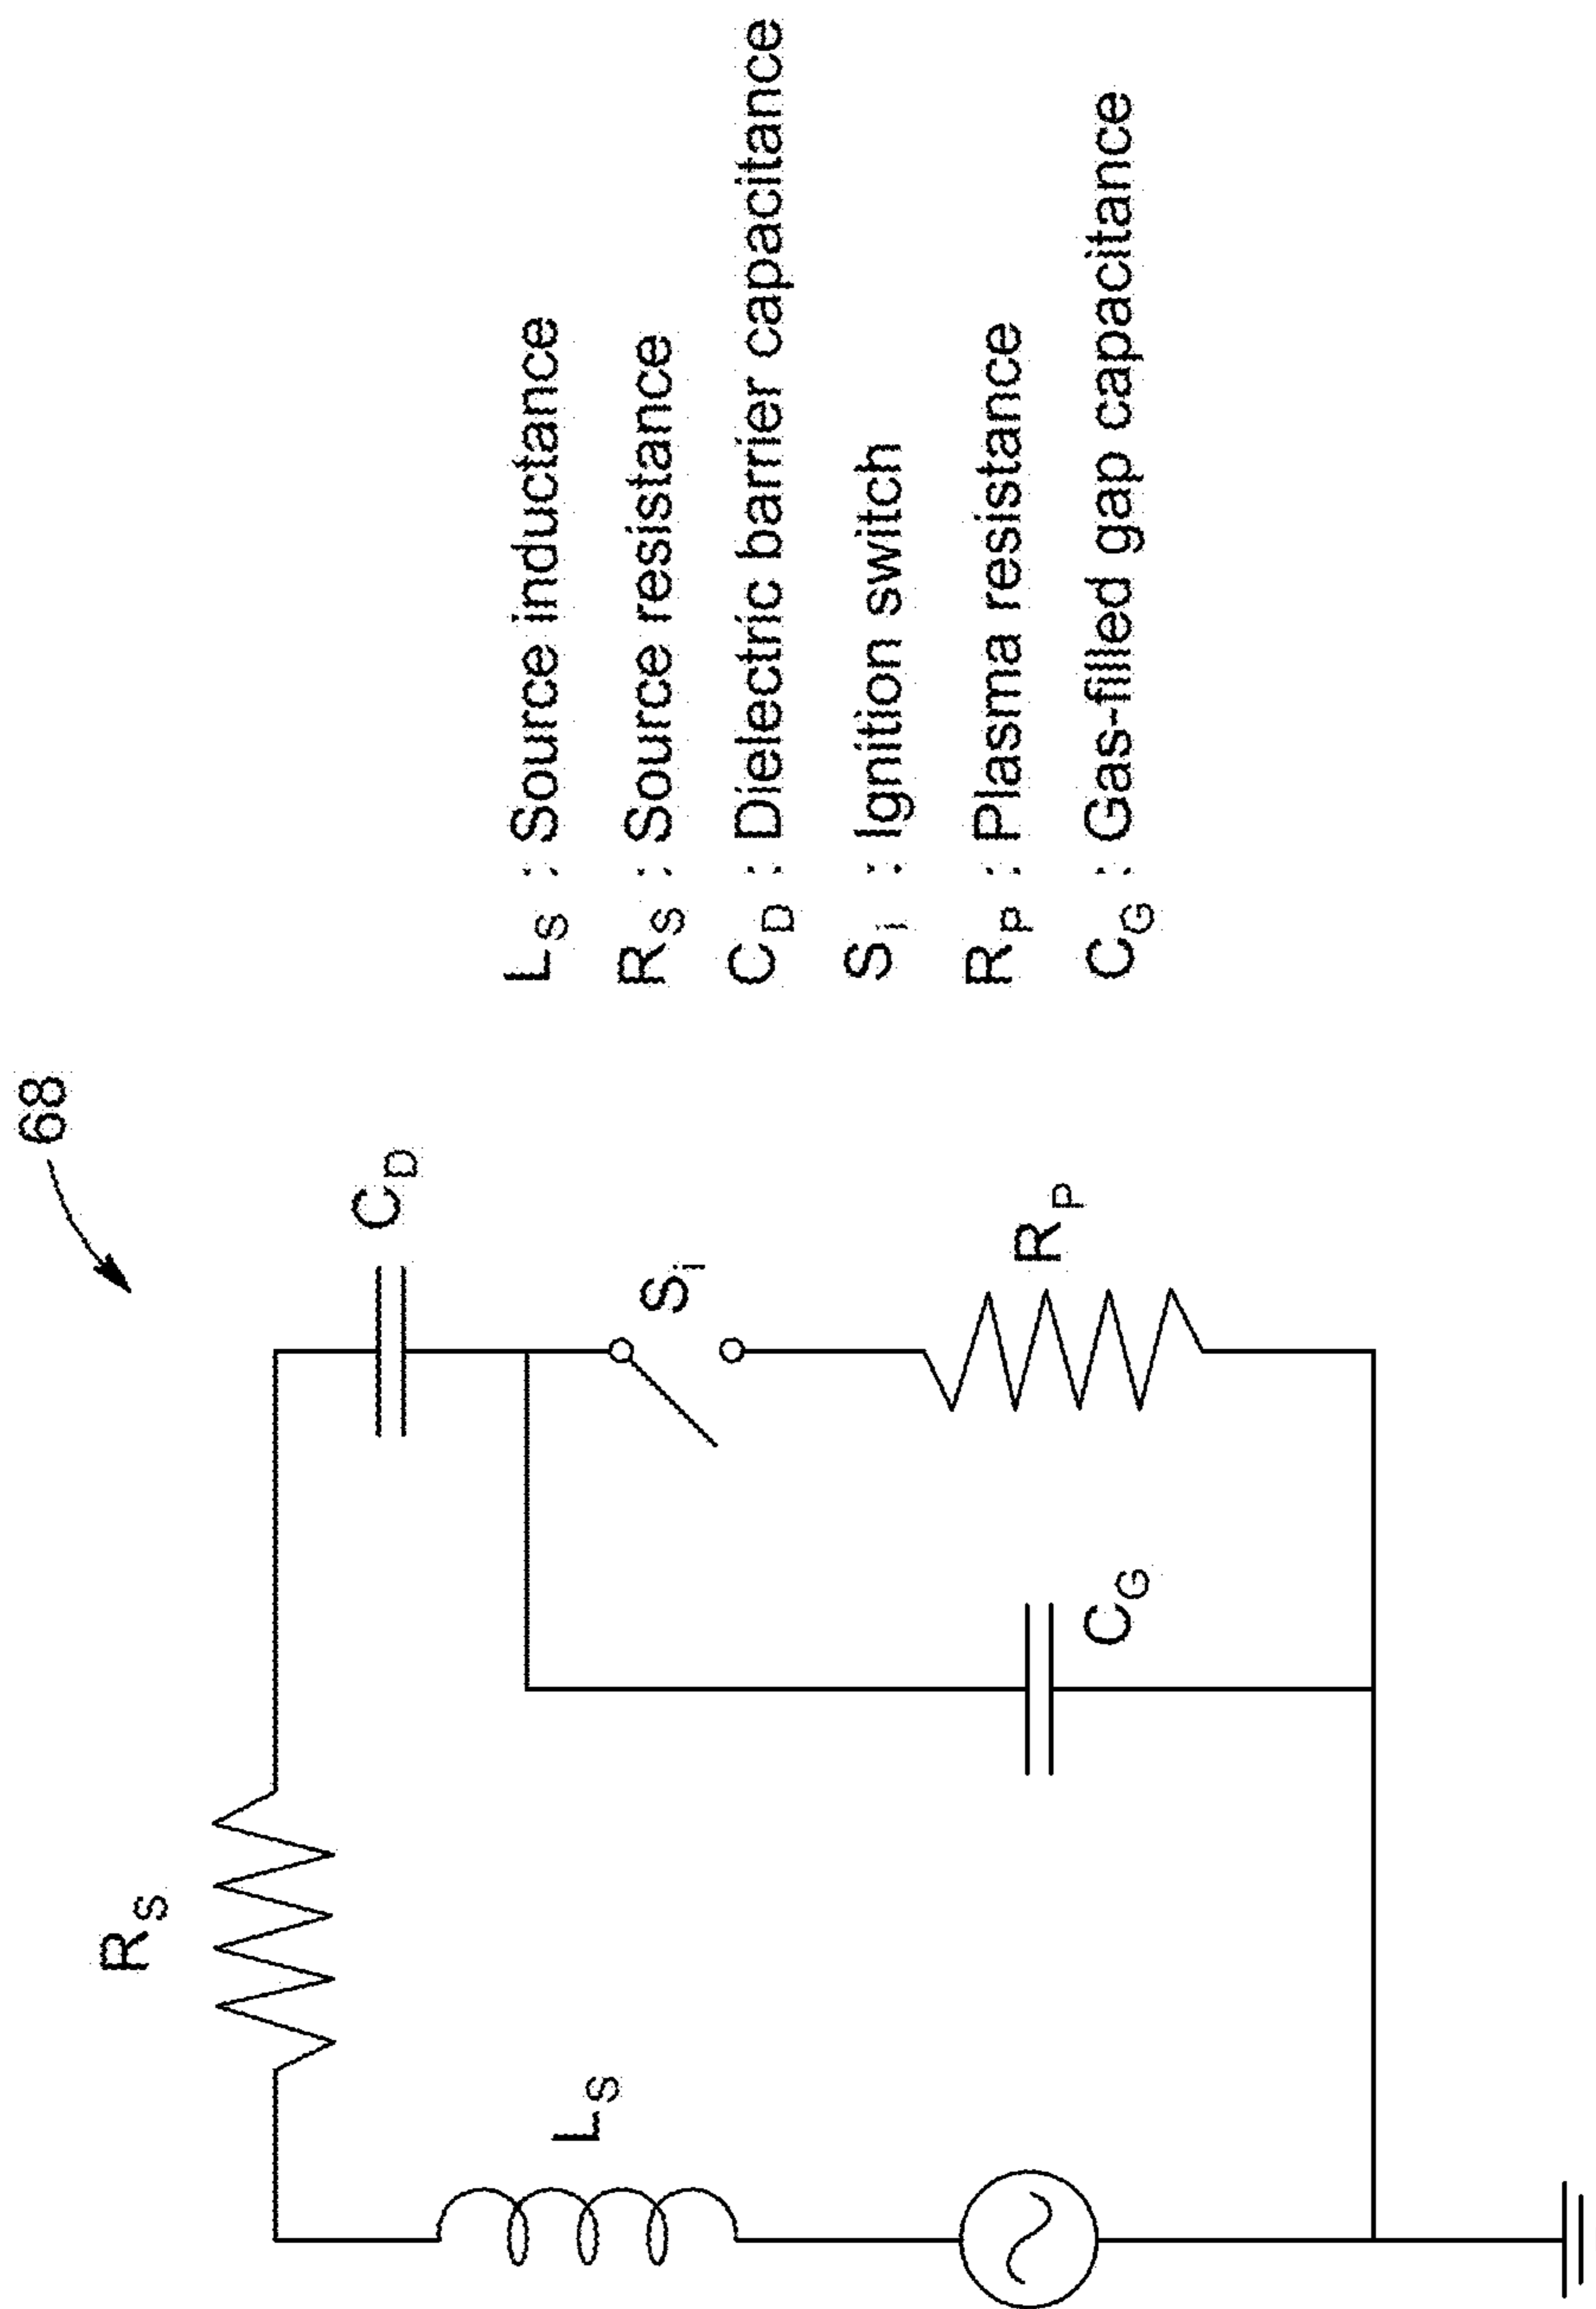 68
R_S
C_D
L_S
S_i
C_G
R_P
L_S : Source inductance
R_S : Source resistance
C_D : Dielectric barrier capacitance
S_i : Ignition switch
R_P : Plasma resistance
C_G : Gas-filled gap capacitance